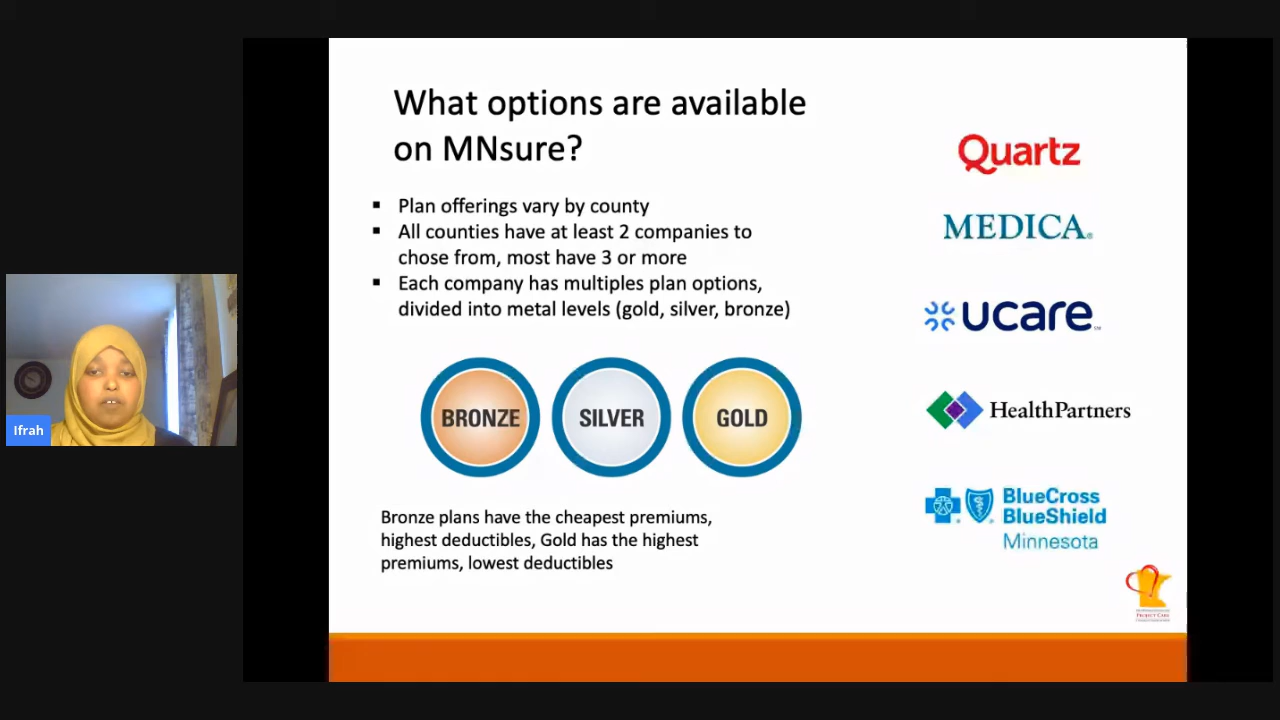 What options are available
on MNsure?
▪ Plan offerings vary by county
▪ All counties have at least 2 companies to
chose from, most have 3 or more
▪ Each company has multiples plan options,
divided into metal levels (gold, silver, bronze)
BRONZE
SILVER
GOLD
Bronze plans have the cheapest premiums,
highest deductibles, Gold has the highest
premiums, lowest deductibles
Quartz
MEDICA®
ucare℠
HealthPartners
BlueCross
BlueShield
Minnesota
PROJECT CARE
Ifrah